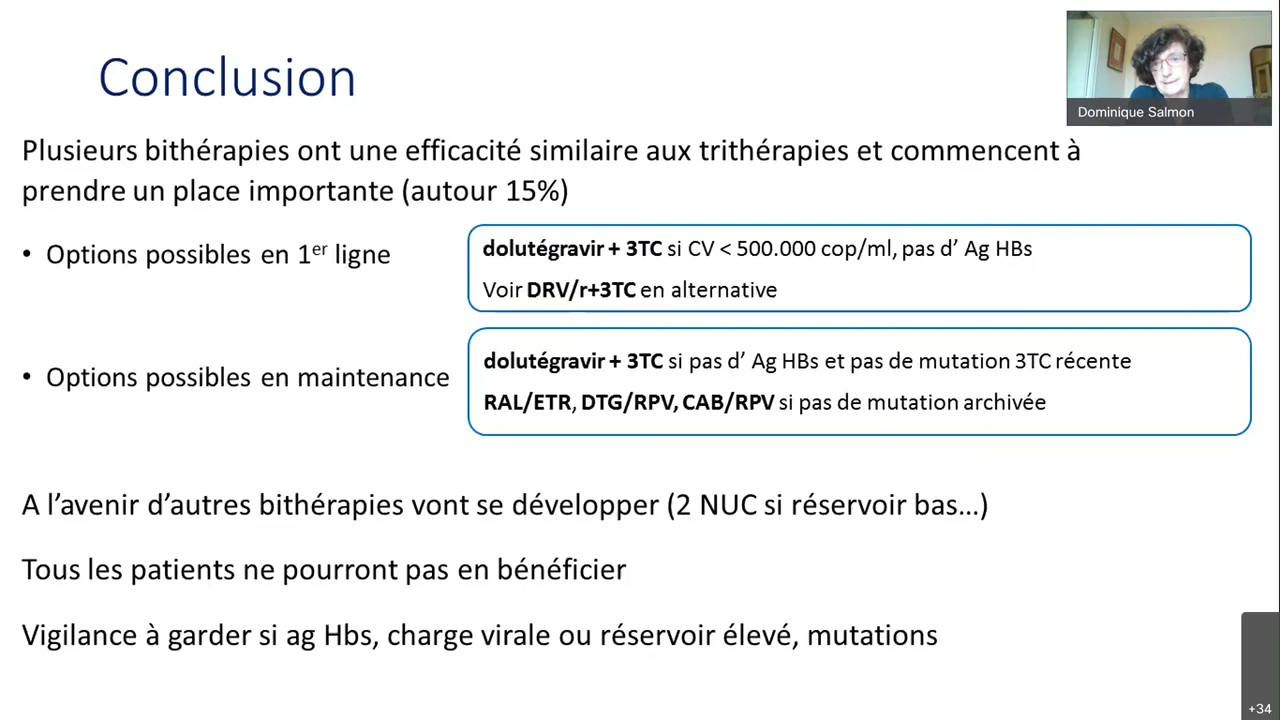 Conclusion
Dominique Salmon
Plusieurs bithérapies ont une efficacité similaire aux trithérapies et commencent à
prendre un place importante (autour 15%)
• Options possibles en 1er ligne
dolutégravir + 3TC si CV < 500.000 cop/ml, pas d’ Ag HBs
Voir DRV/r+3TC en alternative
• Options possibles en maintenance
dolutégravir + 3TC si pas d’ Ag HBs et pas de mutation 3TC récente
RAL/ETR, DTG/RPV, CAB/RPV si pas de mutation archivée
A l’avenir d’autres bithérapies vont se développer (2 NUC si réservoir bas...)
Tous les patients ne pourront pas en bénéficier
Vigilance à garder si ag Hbs, charge virale ou réservoir élevé, mutations
+34